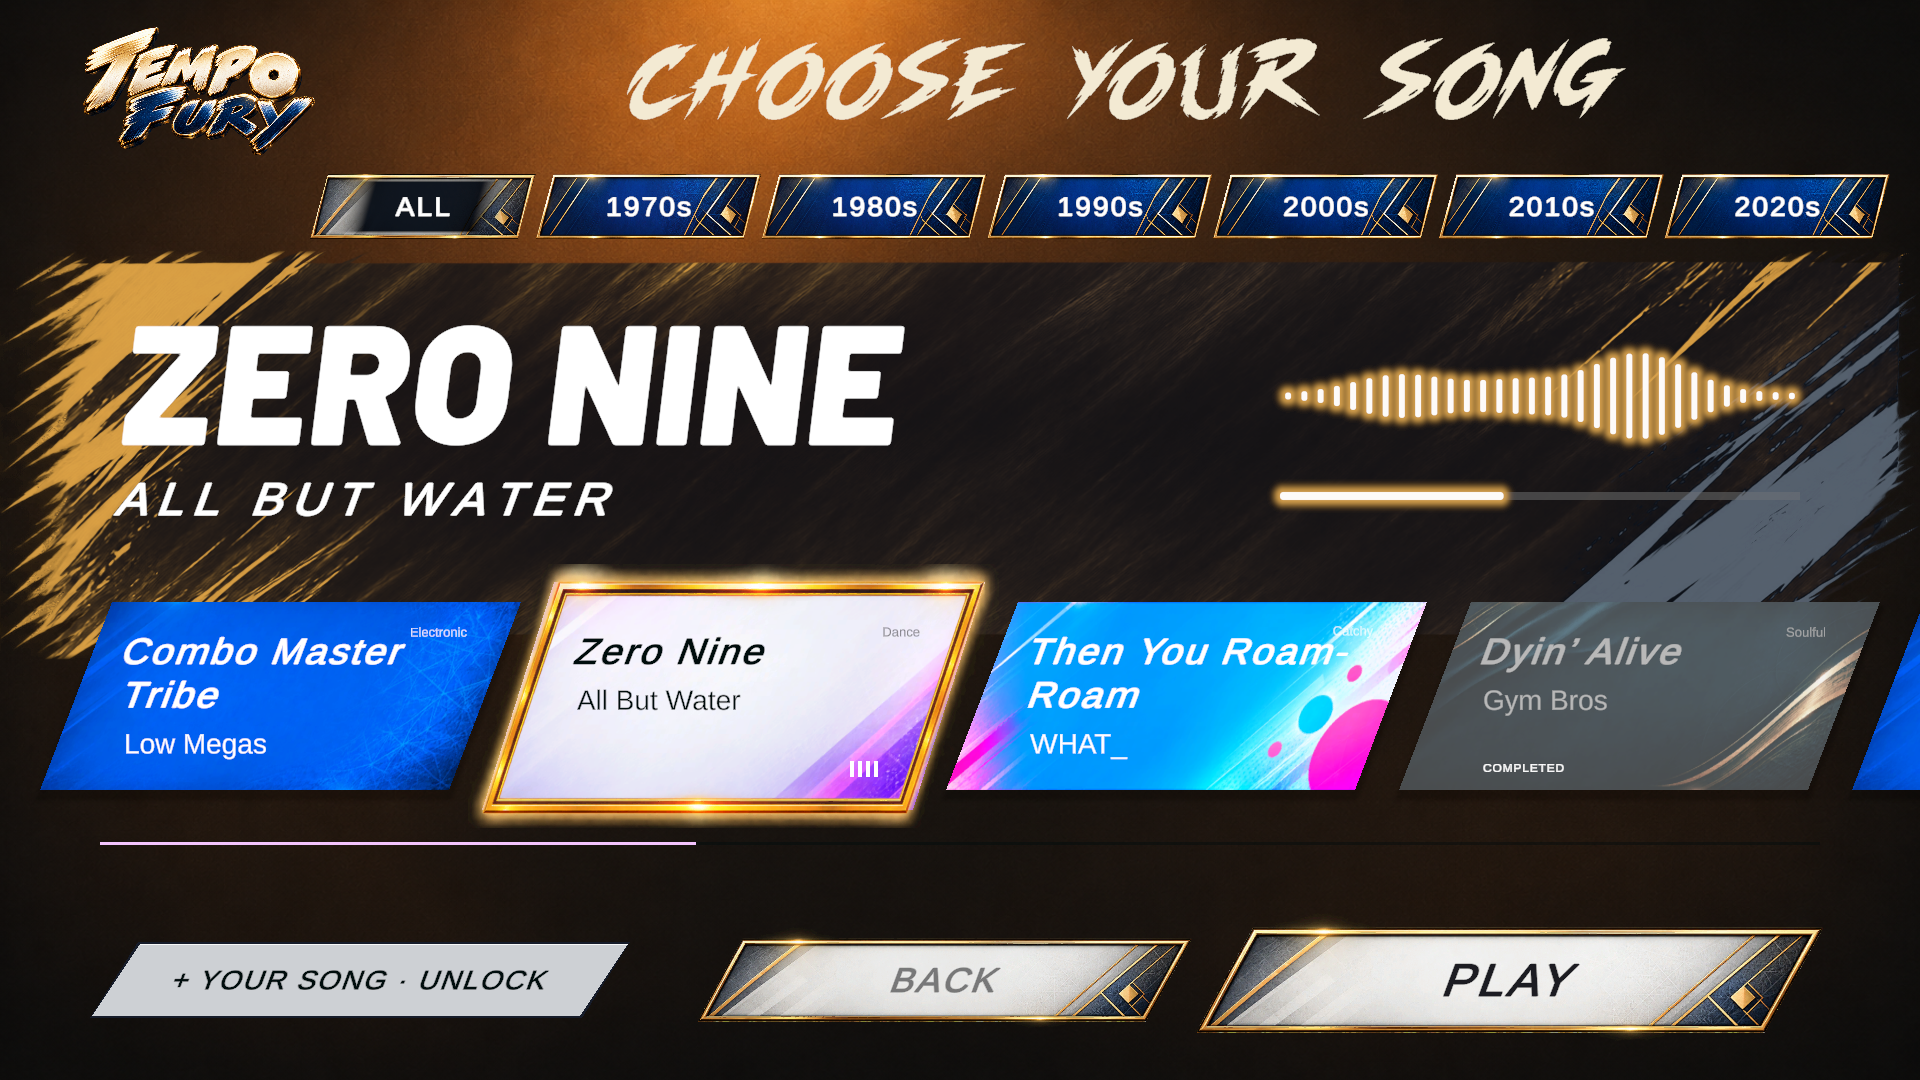 TEMPO
FURY
CHOOSE YOUR SONG
ALL
1970s
1980s
1990s
2000s
2010s
2020s
ZERO NINE
ALL BUT WATER
Electronic
Combo Master
Tribe
Low Megas
Dance
Zero Nine
All But Water
Catchy
Then You Roam-
Roam
WHAT_
Soulful
Dyin’ Alive
Gym Bros
COMPLETED
+ YOUR SONG · UNLOCK
BACK
PLAY